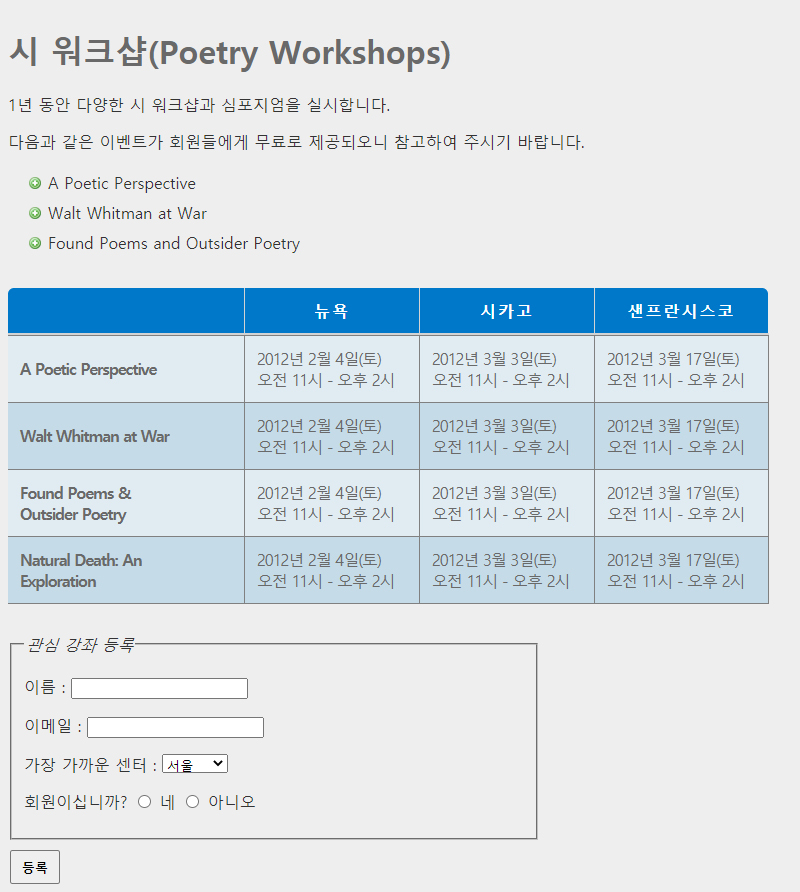 시 워크샵(Poetry Workshops)
1년 동안 다양한 시 워크샵과 심포지엄을 실시합니다.
다음과 같은 이벤트가 회원들에게 무료로 제공되오니 참고하여 주시기 바랍니다.
A Poetic Perspective
Walt Whitman at War
Found Poems and Outsider Poetry
뉴욕 시카고 샌프란시스코
A Poetic Perspective
2012년 2월 4일(토)
오전 11시 - 오후 2시
2012년 3월 3일(토)
오전 11시 - 오후 2시
2012년 3월 17일(토)
오전 11시 - 오후 2시
Walt Whitman at War
2012년 2월 4일(토)
오전 11시 - 오후 2시
2012년 3월 3일(토)
오전 11시 - 오후 2시
2012년 3월 17일(토)
오전 11시 - 오후 2시
Found Poems &
Outsider Poetry
2012년 2월 4일(토)
오전 11시 - 오후 2시
2012년 3월 3일(토)
오전 11시 - 오후 2시
2012년 3월 17일(토)
오전 11시 - 오후 2시
Natural Death: An
Exploration
2012년 2월 4일(토)
오전 11시 - 오후 2시
2012년 3월 3일(토)
오전 11시 - 오후 2시
2012년 3월 17일(토)
오전 11시 - 오후 2시
관심 강좌 등록
이름 :
이메일 :
가장 가까운 센터 : 서울
회원이십니까? 네 아니오
등록